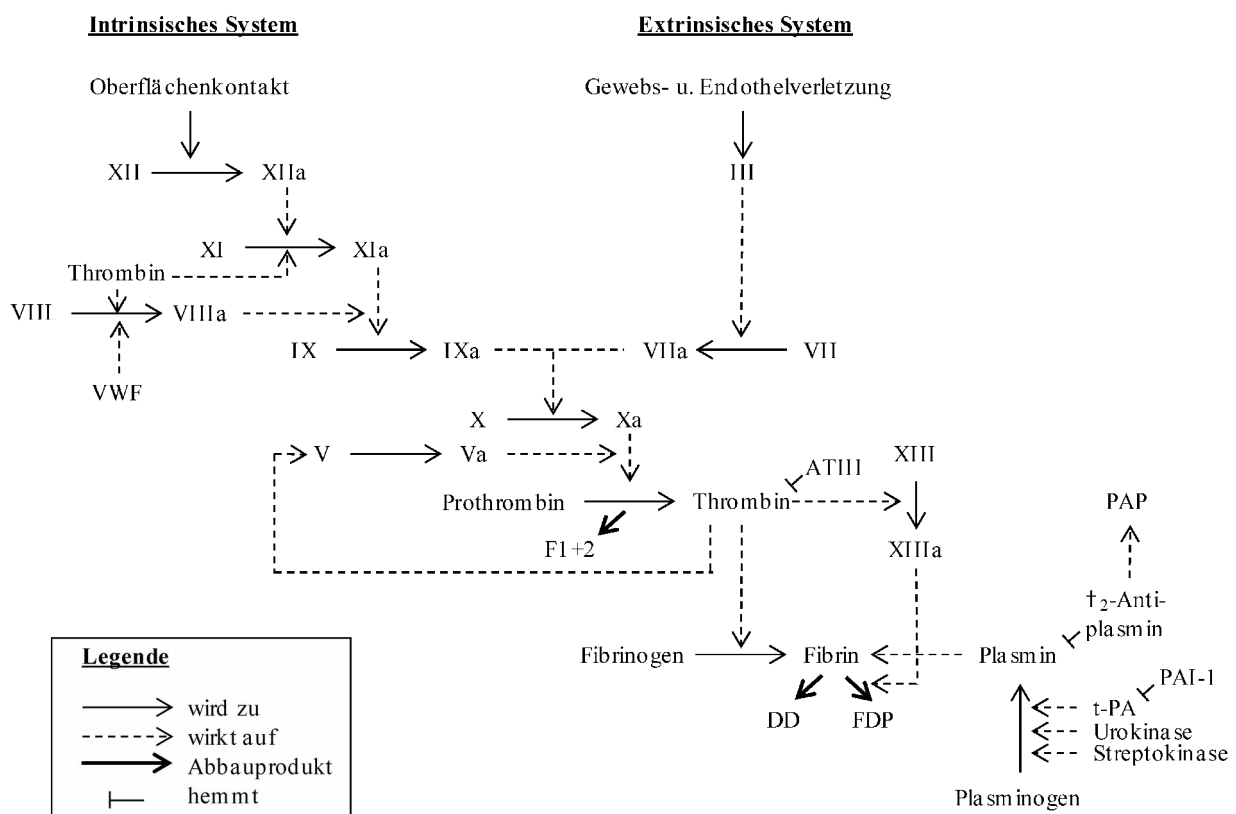 Intrinsisches System
Extrinsisches System
Oberflächenkontakt
Gewebs- u. Endothelverletzung
XII
XIIa
III
XI
XIa
Thrombin
VIII
VIIIa
IX
IXa
VIIa
VII
VWF
X
Xa
V
Va
XIII
ATIII
Prothrombin
Thrombin
PAP
F1+2
XIIIa
†₂-Anti-
plasmin
Legende
Fibrinogen
Fibrin
Plasmin
PAI-1
wird zu
DD
FDP
t-PA
wirkt auf
Urokinase
Abbauprodukt
Streptokinase
hemmt
Plasminogen